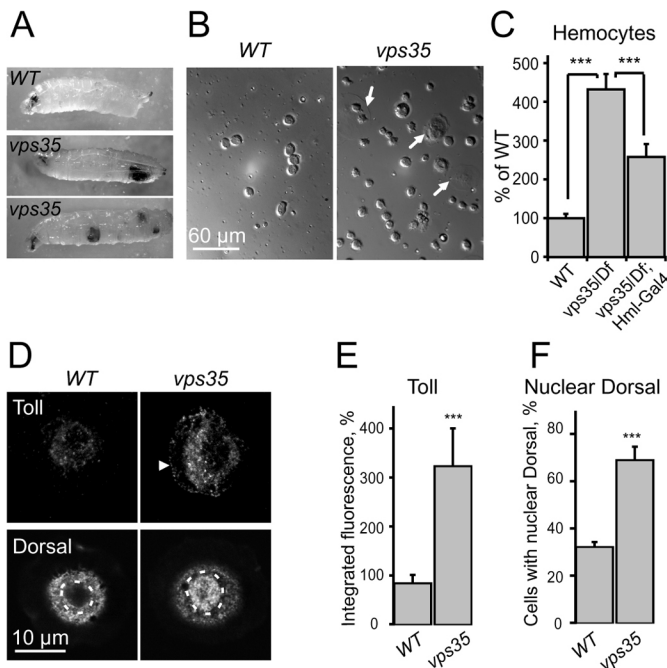 A
WT
vps35
vps35
B
WT
vps35
60 µm
C
Hemocytes
% of WT
500
400
300
200
100
0
***
***
WT
vps35/Df
vps35/Df;
Hml-Gal4
D
WT
vps35
Toll
Dorsal
10 µm
E
Toll
Integrated fluorescence, %
400
300
200
100
0
***
WT
vps35
F
Nuclear Dorsal
Cells with nuclear Dorsal, %
80
60
40
20
0
***
WT
vps35